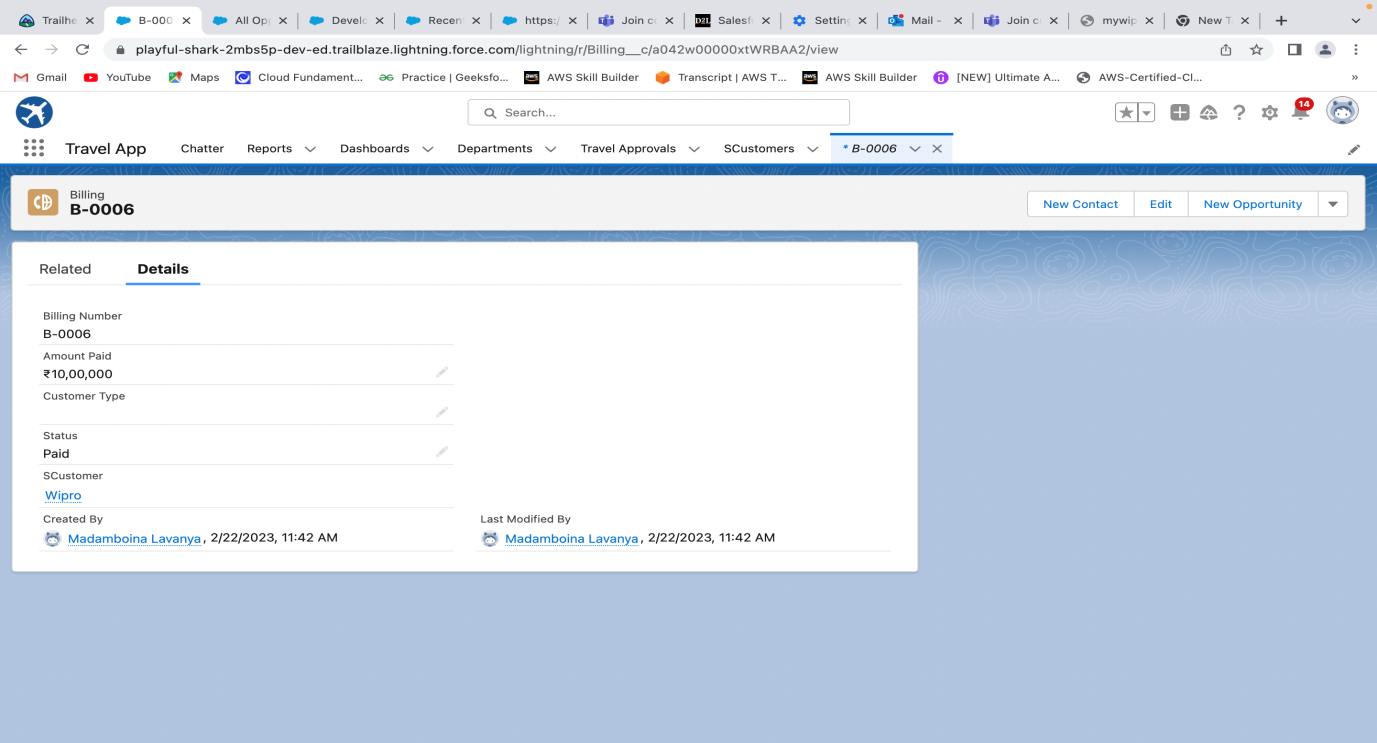 Trailhe
B-000
All Opp
Develo
Recen
https:/
Join co
D2L
Salesf
Setting
Mail -
Join c
mywip
New T
playful-shark-2mbs5p-dev-ed.trailblaze.lightning.force.com/lightning/r/Billing__c/a042w00000xtWRBAA2/view
Gmail YouTube Maps Cloud Fundament... Practice | Geeksfo... AWS Skill Builder Transcript | AWS T... AWS Skill Builder [NEW] Ultimate A... AWS-Certified-Cl... »
Search...
14
Travel App Chatter Reports Dashboards Departments Travel Approvals SCustomers * B-0006
Billing
B-0006
New Contact Edit New Opportunity
Related Details
Billing Number
B-0006
Amount Paid
₹10,00,000
Customer Type
Status
Paid
SCustomer
Wipro
Created By
Madamboina Lavanya, 2/22/2023, 11:42 AM
Last Modified By
Madamboina Lavanya, 2/22/2023, 11:42 AM